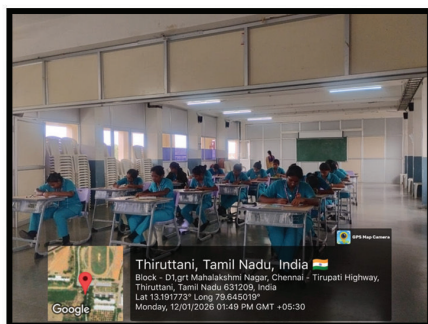 GPS Map Camera
Thiruttani, Tamil Nadu, India
Block - D1,grt Mahalakshmi Nagar, Chennai - Tirupati Highway,
Thiruttani, Tamil Nadu 631209, India
Lat 13.191773° Long 79.645019°
Monday, 12/01/2026 01:49 PM GMT +05:30
Google